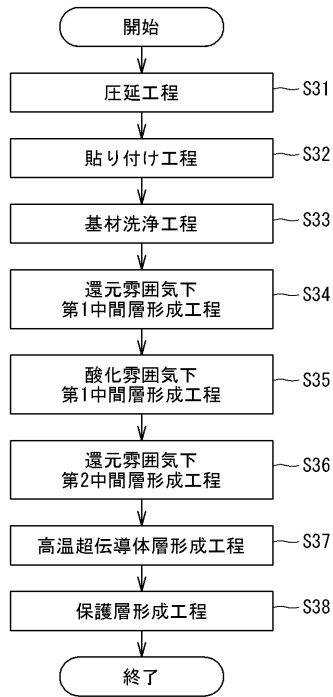 開始
圧延工程
S31
貼り付け工程
S32
基材洗浄工程
S33
還元雰囲気下
第1中間層形成工程
S34
酸化雰囲気下
第1中間層形成工程
S35
還元雰囲気下
第2中間層形成工程
S36
高温超伝導体層形成工程
S37
保護層形成工程
S38
終了